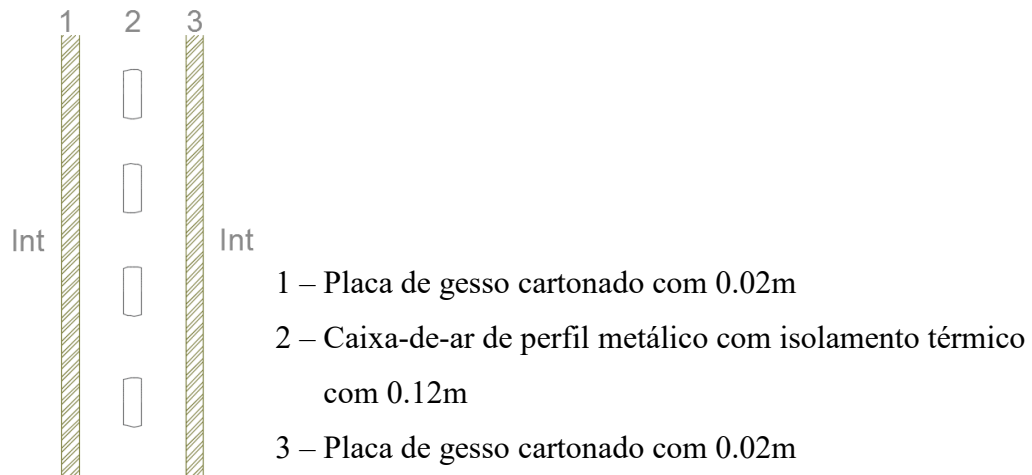 1 2 3
Int Int
1 – Placa de gesso cartonado com 0.02m
2 – Caixa-de-ar de perfil metálico com isolamento térmico
com 0.12m
3 – Placa de gesso cartonado com 0.02m